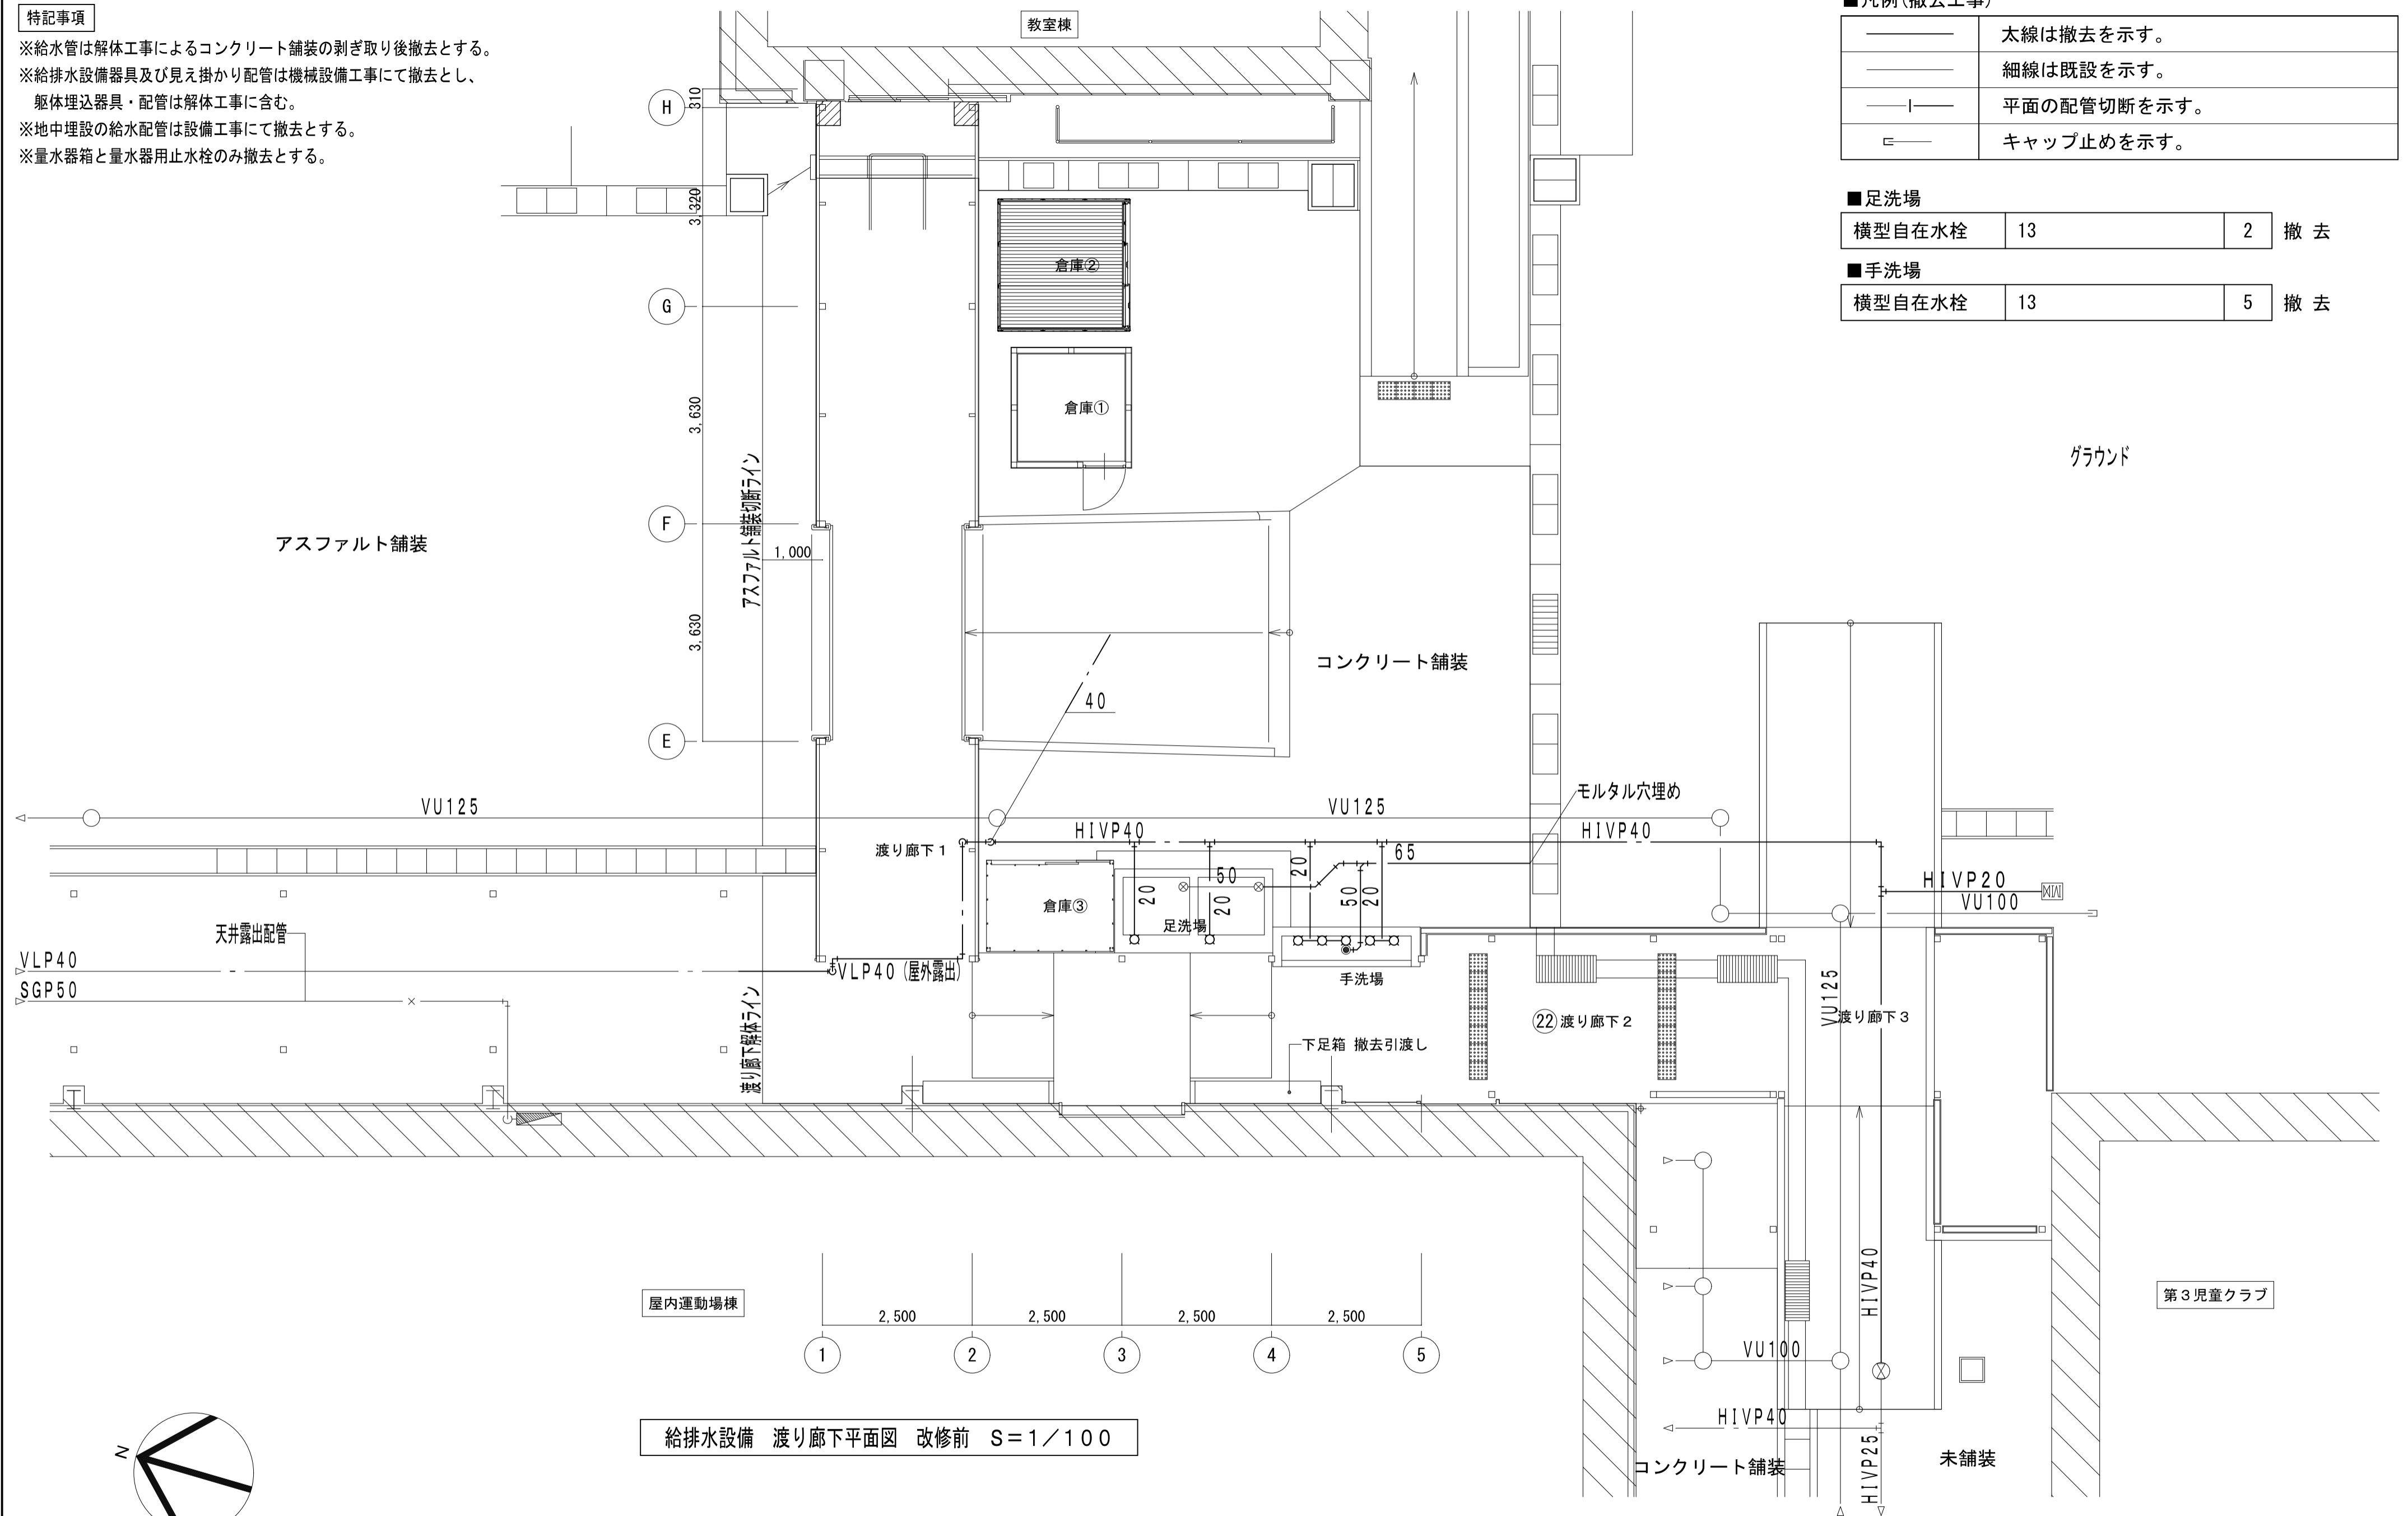 特記事項
※給水管は解体工事によるコンクリート舗装の剥ぎ取り後撤去とする。
※給排水設備器具及び見え掛かり配管は機械設備工事にて撤去とし、
躯体埋込器具・配管は解体工事に含む。
※地中埋設の給水配管は設備工事にて撤去とする。
※量水器箱と量水器用止水栓のみ撤去とする。
教室棟
■凡例(撤去工事)
太線は撤去を示す。
細線は既設を示す。
平面の配管切断を示す。
キャップ止めを示す。
■足洗場
横型自在水栓 13 2 撤 去
■手洗場
横型自在水栓 13 5 撤 去
H
310
3,320
G
3,630
F
3,630
E
倉庫②
倉庫①
グラウンド
アスファルト舗装
アスファルト舗装切断ライン
1,000
コンクリート舗装
40
モルタル穴埋め
VU125
VU125
HIVP40
HIVP40
渡り廊下1
65
20
50
20
20
50
20
倉庫③
足洗場
HIVP20
VU100
天井露出配管
VLP40
SGP50
VLP40(屋外露出)
手洗場
渡り廊下解体ライン
22 渡り廊下2
VU125
渡り廊下3
下足箱 撤去引渡し
屋内運動場棟
2,500
2,500
2,500
2,500
1
2
3
4
5
HIVP40
第3児童クラブ
VU100
HIVP40
HIVP25
コンクリート舗装
未舗装
N
給排水設備 渡り廊下平面図 改修前 S=1/100